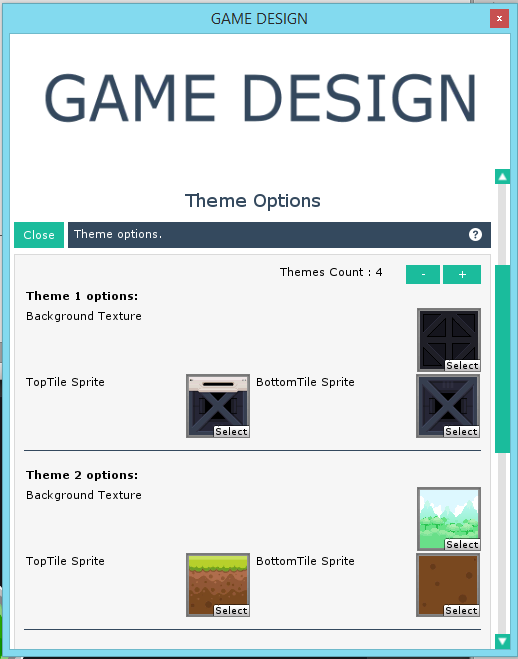 GAME DESIGN
x
GAME DESIGN
Theme Options
Close
Theme options.
?
Themes Count : 4
-
+
Theme 1 options:
Background Texture
Select
TopTile Sprite
Select
BottomTile Sprite
Select
Theme 2 options:
Background Texture
Select
TopTile Sprite
Select
BottomTile Sprite
Select